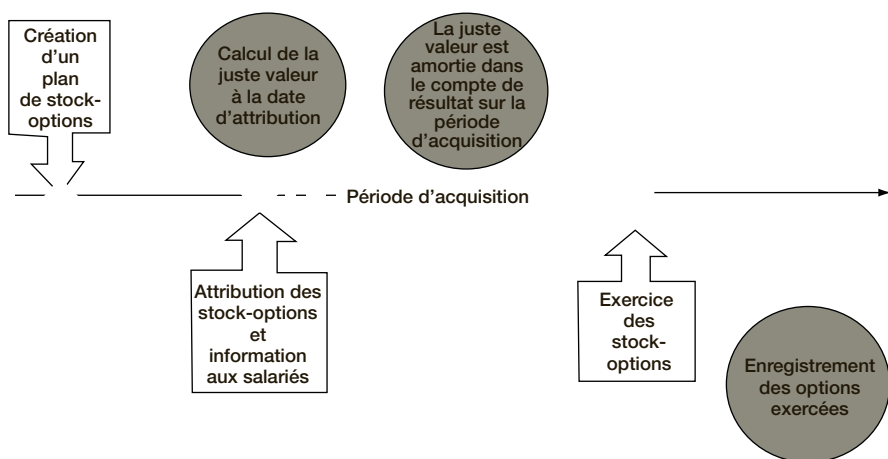 Création
d'un
plan
de stock-
options
Calcul de la
juste valeur
à la date
d'attribution
La juste
valeur est
amortie dans
le compte de
résultat sur la
période
d'acquisition
Période d'acquisition
Attribution des
stock-options
et
information
aux salariés
Exercice
des
stock-
options
Enregistrement
des options
exercées